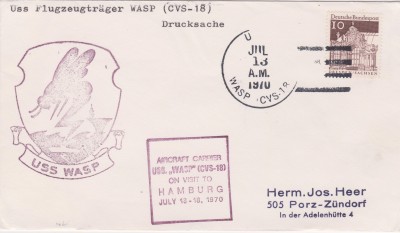 Uss Flugzeugträger WASP (CVS-18)
Drucksache
U
JUL
13
A.M.
1970
WASP CVS-18
Deutsche Bundespost
10
SACHSEN
USS WASP
AIRCRAFT CARRIER
USS. „WASP" (CVS-18)
ON VISIT TO
HAMBURG
JULY 13-18, 1970
Herm. Jos. Heer
505 Porz-Zündorf
In der Adelenhütte 4